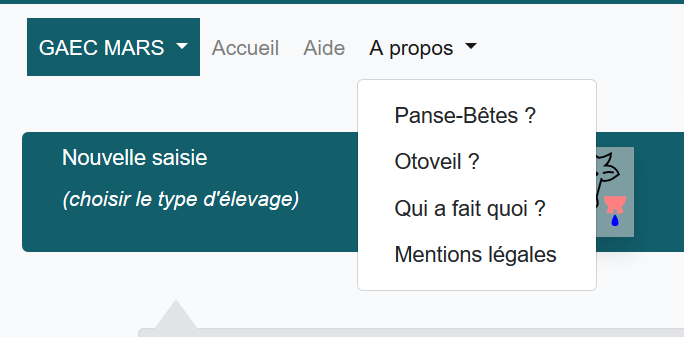 GAEC MARS
Accueil
Aide
A propos
Panse-Bêtes ?
Otoveil ?
Qui a fait quoi ?
Mentions légales
Nouvelle saisie
(choisir le type d'élevage)